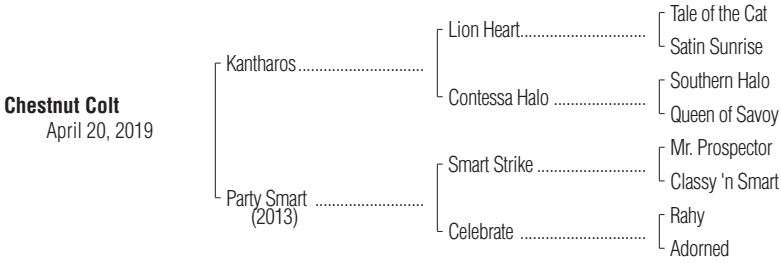 Tale of the Cat
Lion Heart..............................
Satin Sunrise
Kantharos..............................
Southern Halo
Contessa Halo ......................
Queen of Savoy
Chestnut Colt
April 20, 2019
Mr. Prospector
Smart Strike ..........................
Classy 'n Smart
Party Smart ..........................
(2013)
Rahy
Celebrate ..............................
Adorned